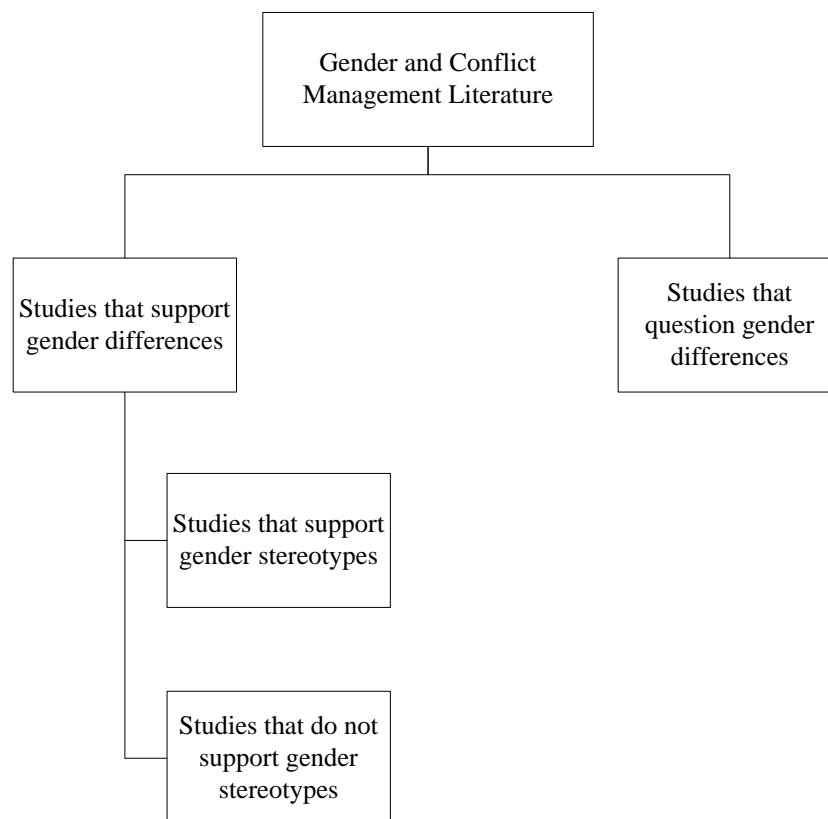 Gender and Conflict
Management Literature
Studies that support
gender differences
Studies that
question gender
differences
Studies that support
gender stereotypes
Studies that do not
support gender
stereotypes